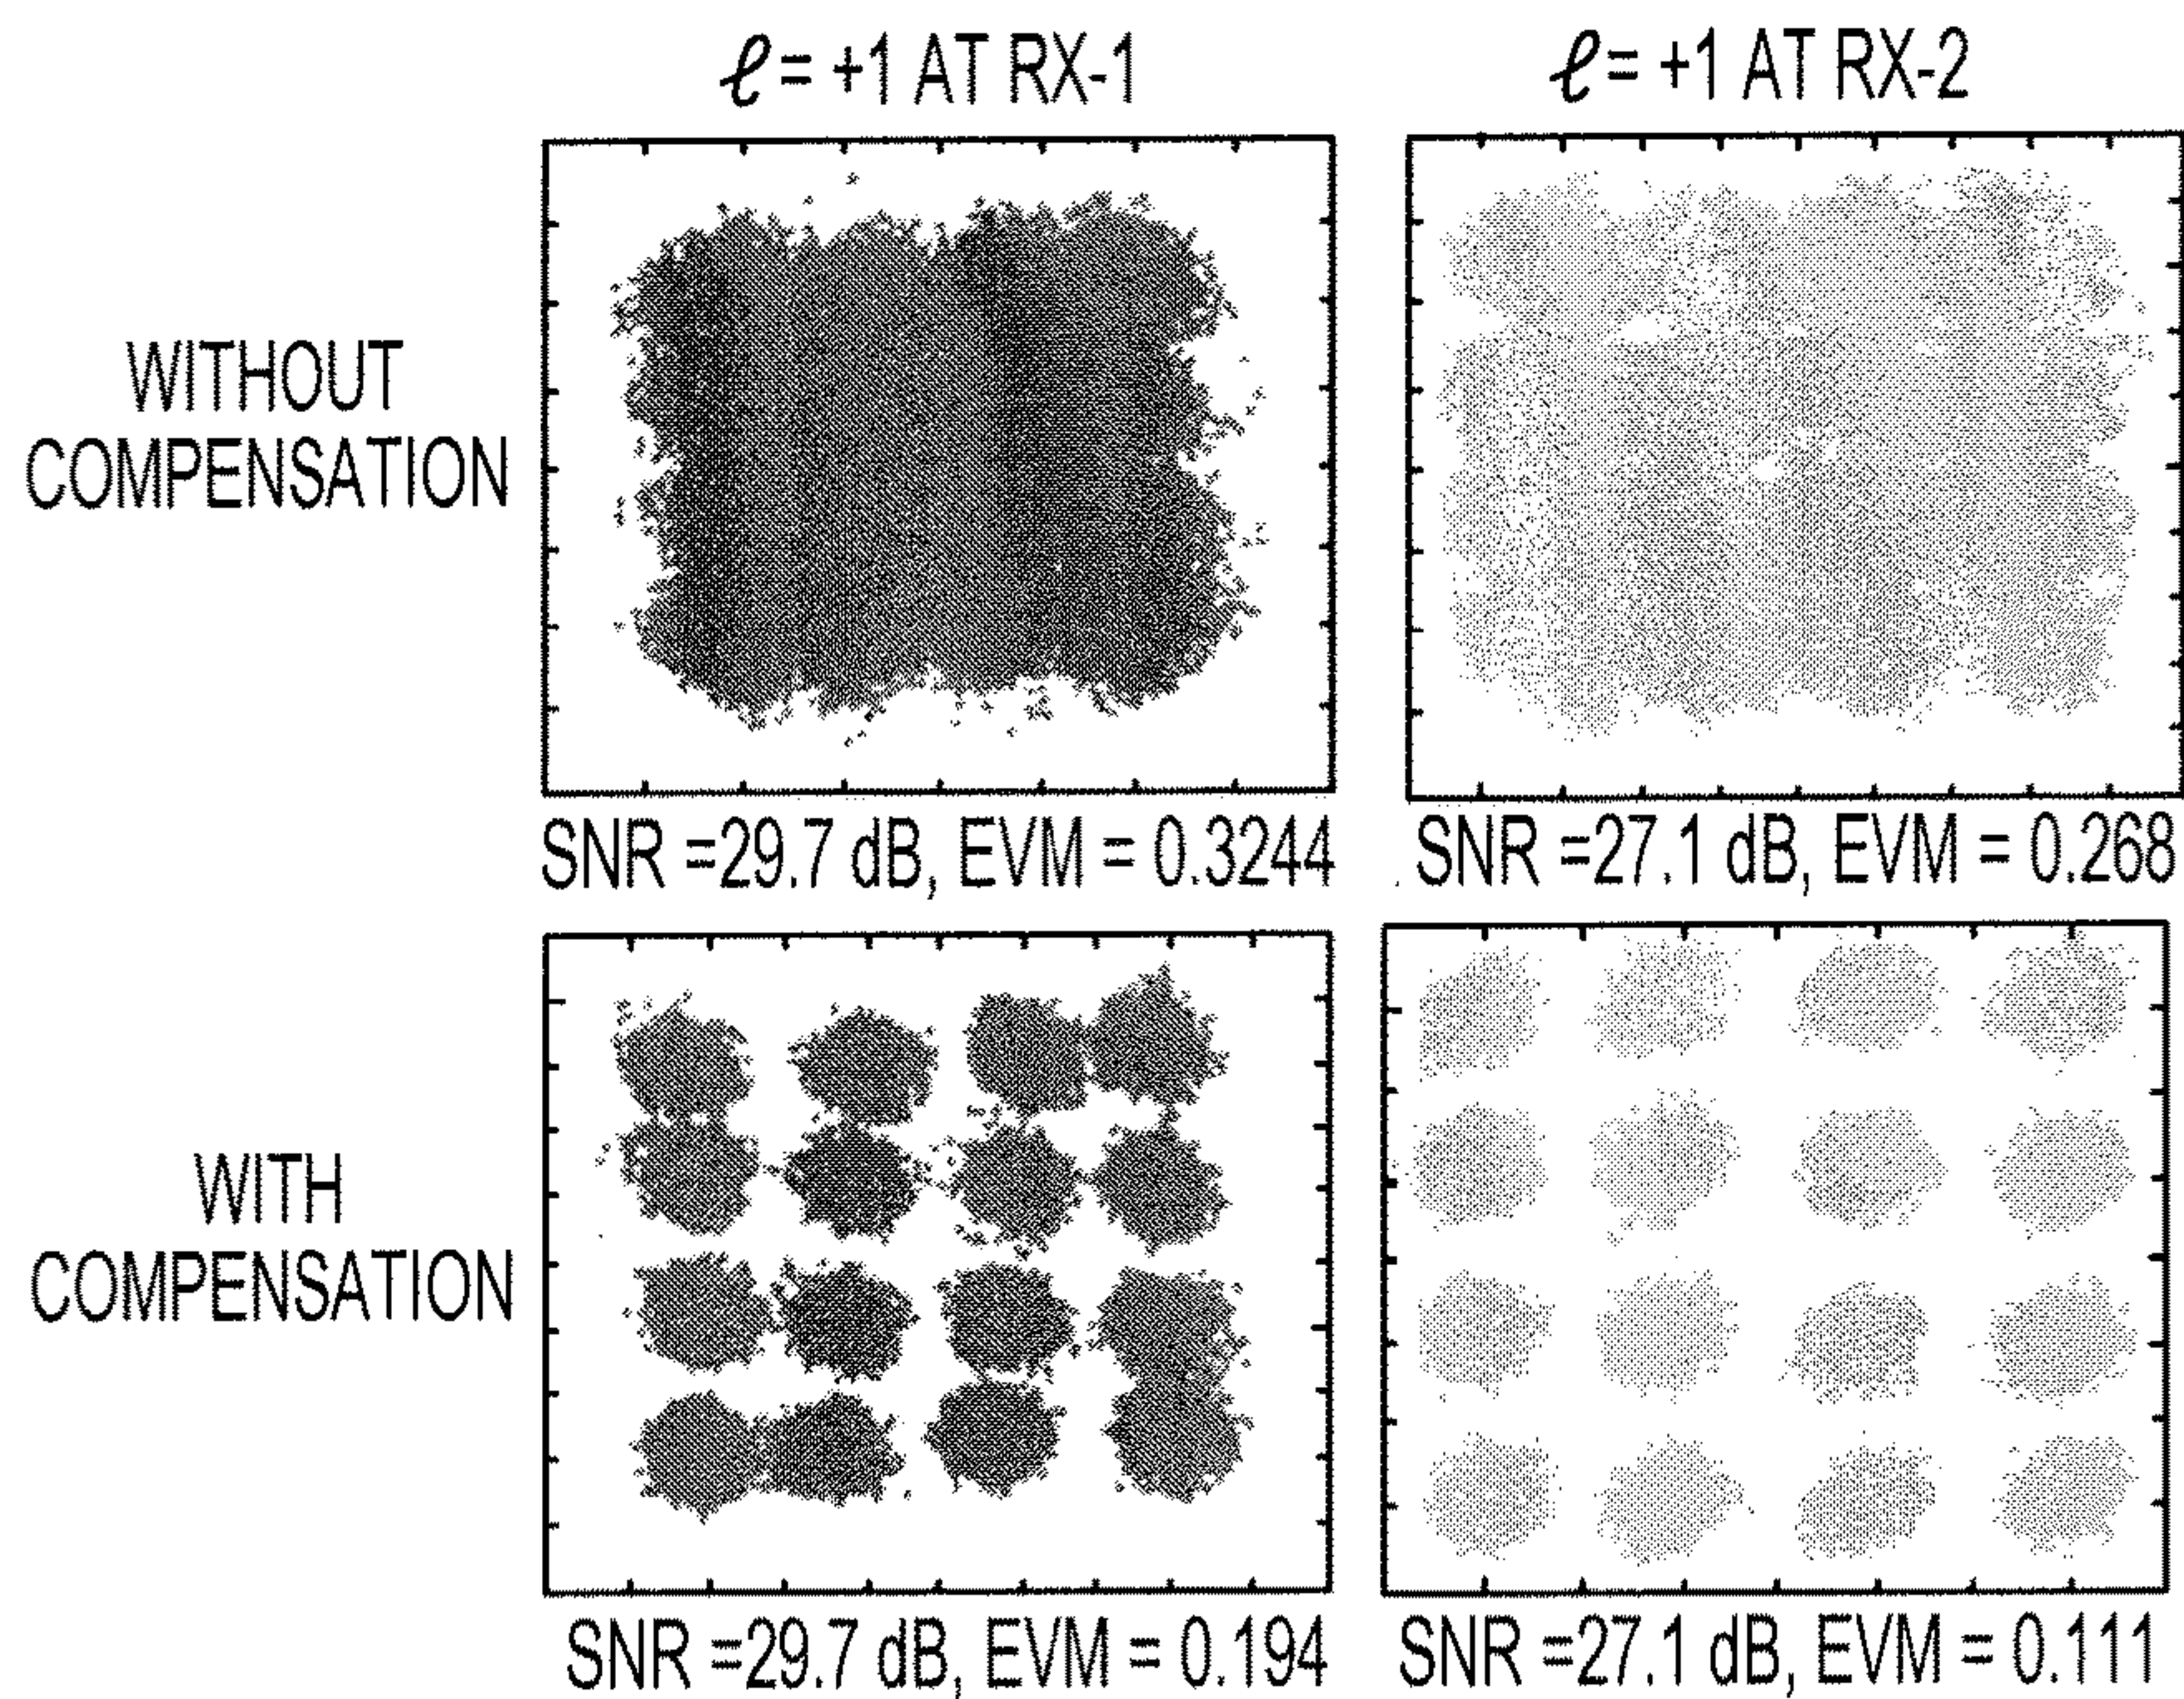 ℓ = +1 AT RX-1
ℓ = +1 AT RX-2
WITHOUT
COMPENSATION
SNR =29.7 dB, EVM = 0.3244
SNR =27.1 dB, EVM = 0.268
WITH
COMPENSATION
SNR =29.7 dB, EVM = 0.194
SNR =27.1 dB, EVM = 0.111